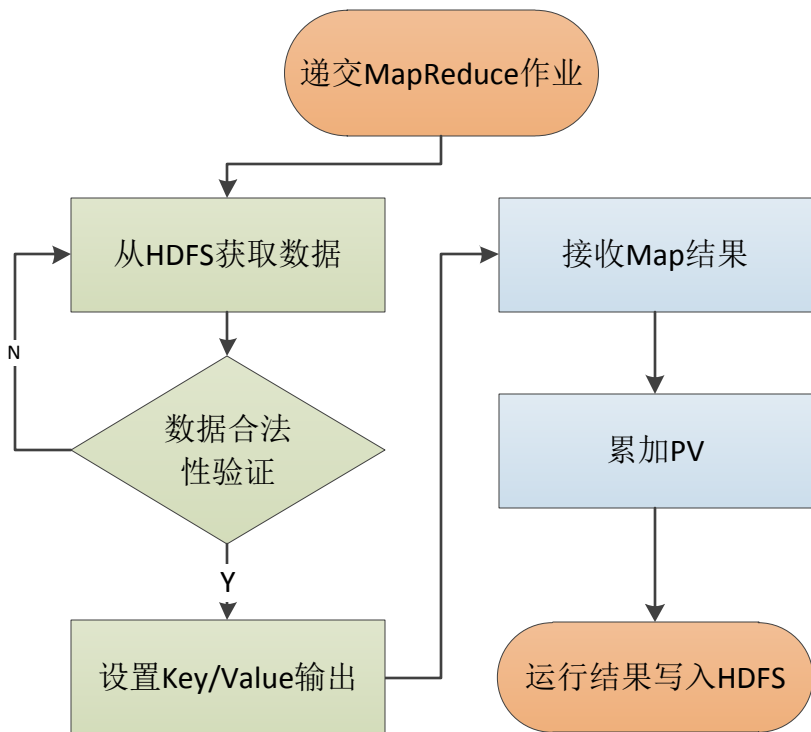 递交MapReduce作业
从HDFS获取数据
N
数据合法
性验证
Y
设置Key/Value输出
接收Map结果
累加PV
运行结果写入HDFS